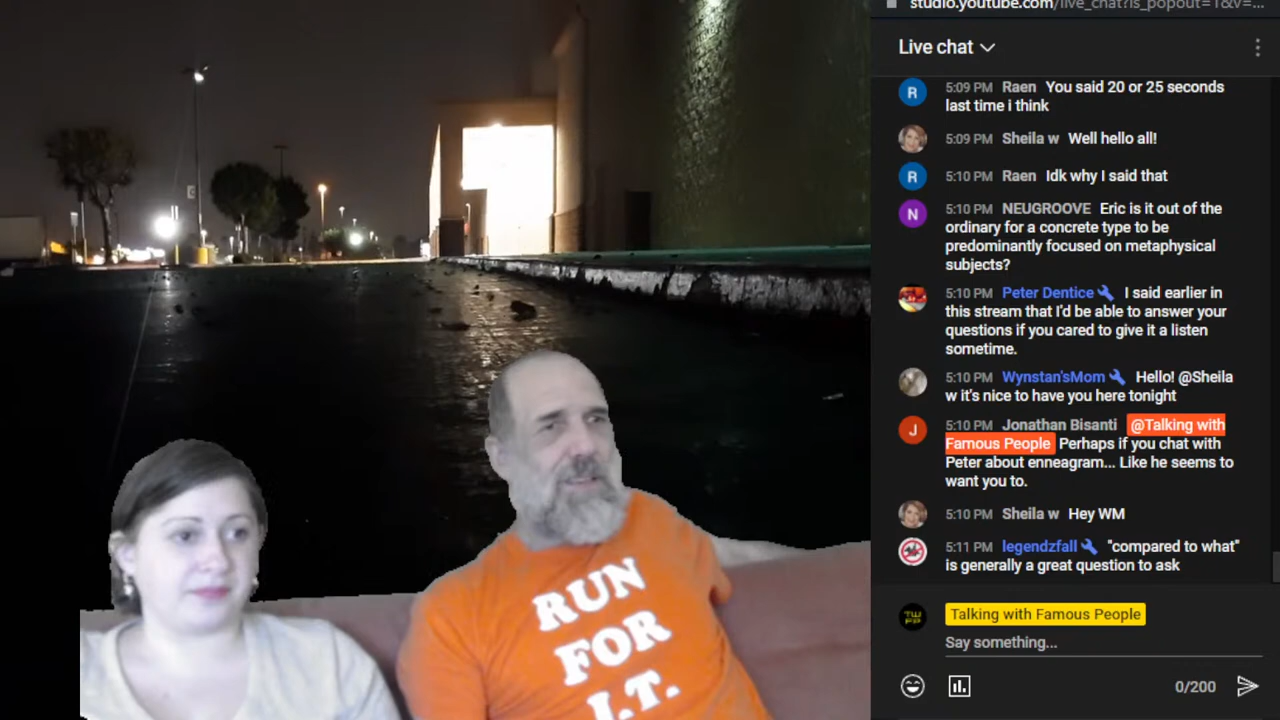 studio.youtube.com/live_chat?is_popout=1&v=...
Live chat
R
5:09 PM Raen You said 20 or 25 seconds
last time i think
5:09 PM Sheila w Well hello all!
R
5:10 PM Raen Idk why I said that
N
5:10 PM NEUGROOVE Eric is it out of the
ordinary for a concrete type to be
predominantly focused on metaphysical
subjects?
5:10 PM Peter Dentice I said earlier in
this stream that I'd be able to answer your
questions if you cared to give it a listen
sometime.
5:10 PM Wynstan'sMom Hello! @Sheila
w it's nice to have you here tonight
J
5:10 PM Jonathan Bisanti @Talking with
Famous People Perhaps if you chat with
Peter about enneagram... Like he seems to
want you to.
5:10 PM Sheila w Hey WM
5:11 PM legendzfall "compared to what"
is generally a great question to ask
TW
FP
Talking with Famous People
Say something...
0/200
RUN
FOR
I.T.